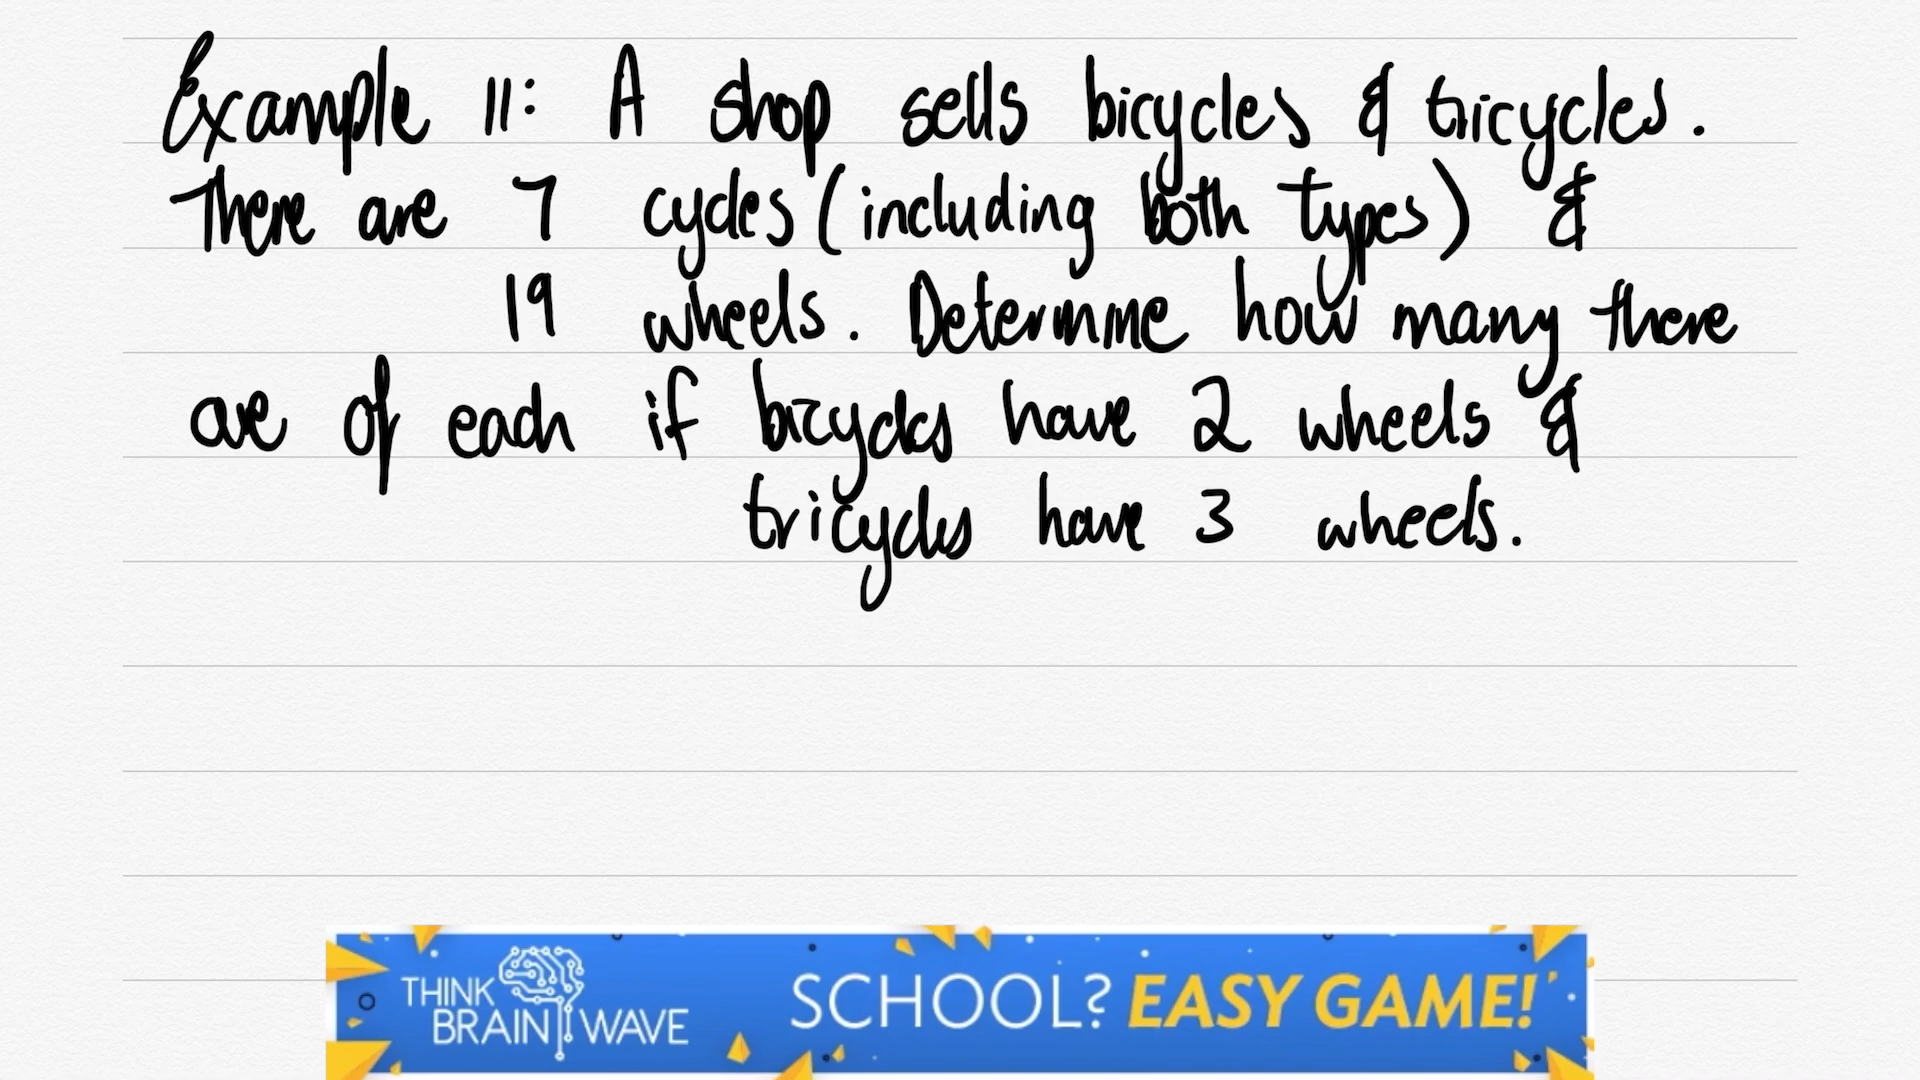 Example 11: A shop sells bicycles & tricycles.
There are 7 cycles (including both types) &
19 wheels. Determine how many there
are of each if bicycles have 2 wheels &
tricycles have 3 wheels.
THINK
BRAIN WAVE
SCHOOL? EASY GAME!